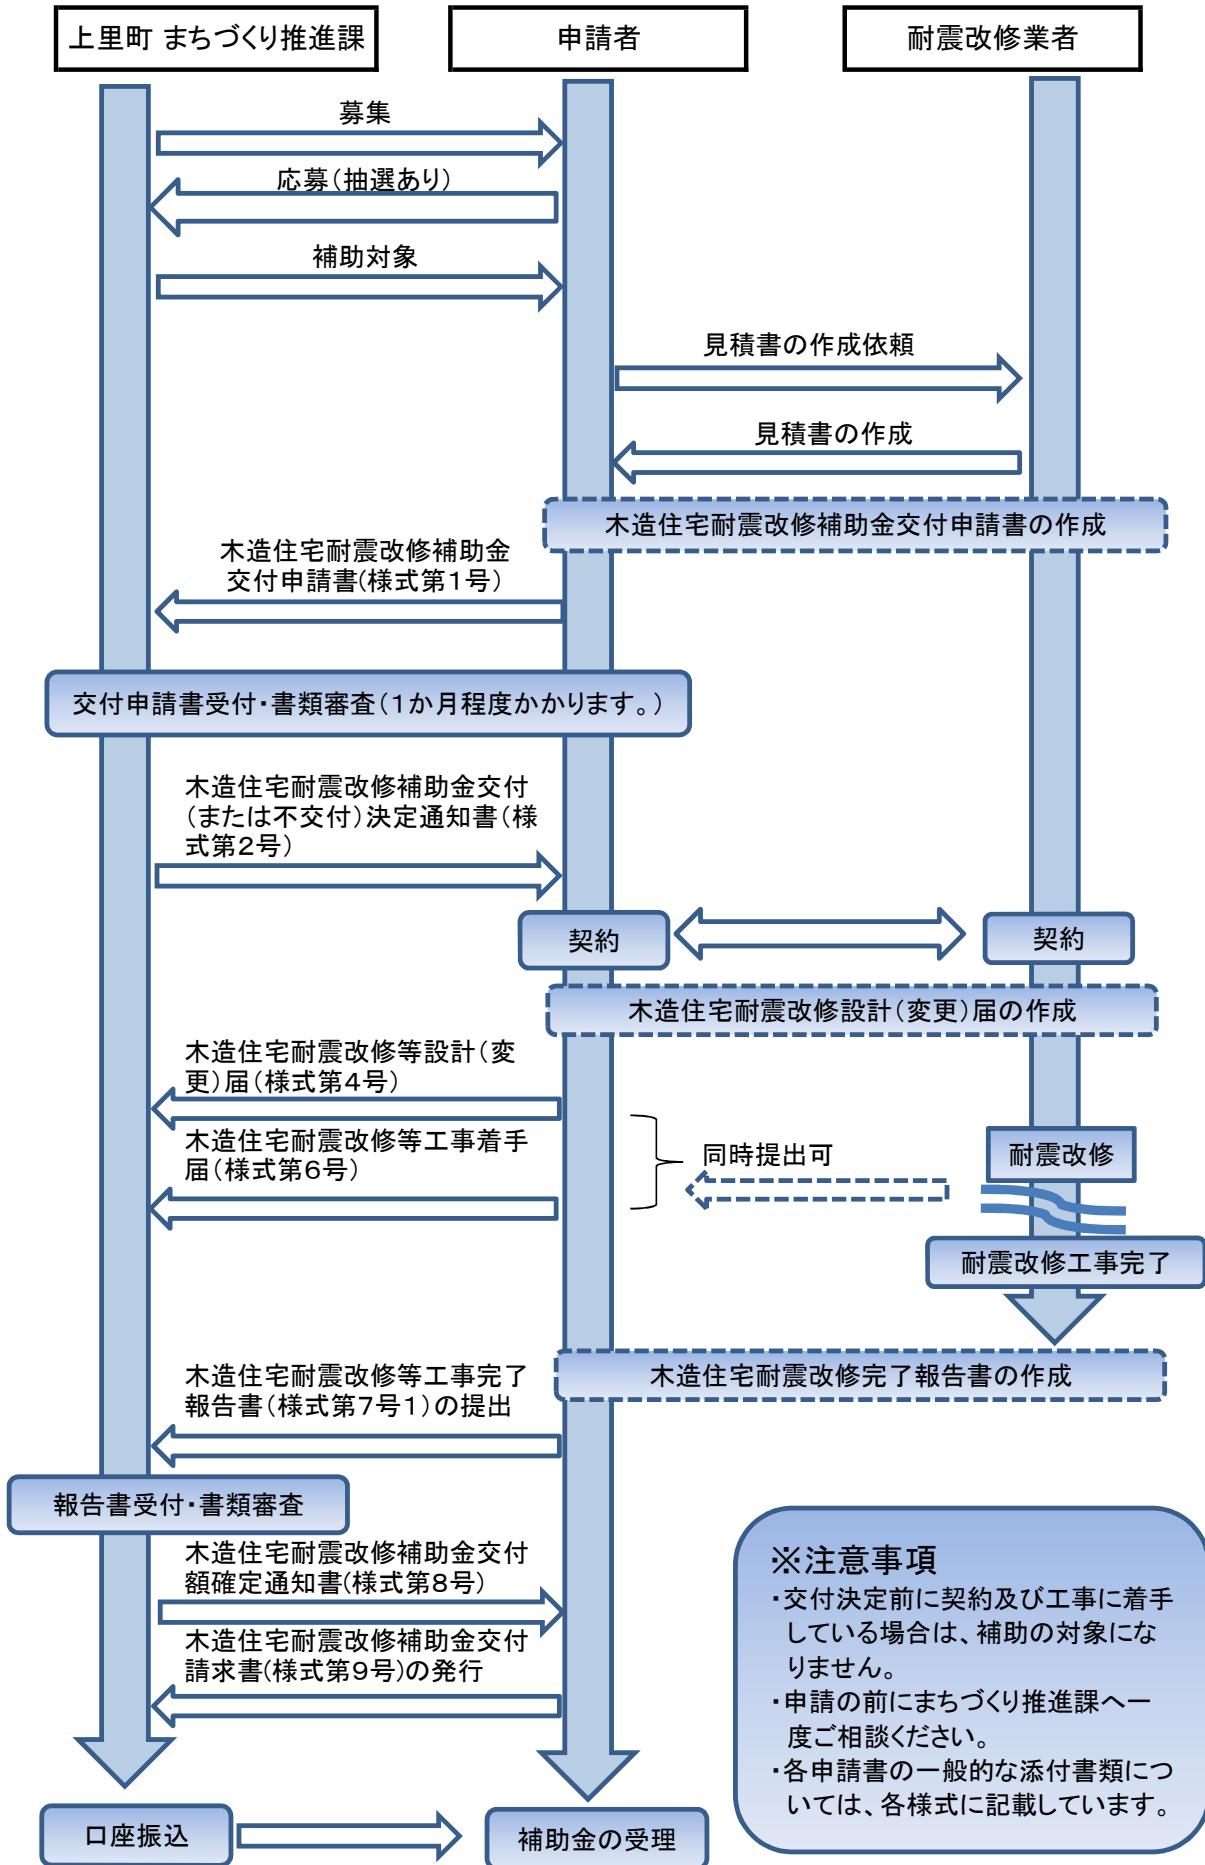 上里町 まちづくり推進課
申請者
耐震改修業者
募集
応募（抽選あり）
補助対象
見積書の作成依頼
見積書の作成
木造住宅耐震改修補助金交付申請書の作成
木造住宅耐震改修補助金
交付申請書(様式第１号)
交付申請書受付・書類審査（１か月程度かかります。）
木造住宅耐震改修補助金交付
（または不交付）決定通知書（様
式第２号）
契約
契約
木造住宅耐震改修設計（変更）届の作成
木造住宅耐震改修等設計（変
更）届（様式第４号）
木造住宅耐震改修等工事着手
届（様式第６号）
同時提出可
耐震改修
耐震改修工事完了
木造住宅耐震改修完了報告書の作成
木造住宅耐震改修等工事完了
報告書（様式第７号１）の提出
報告書受付・書類審査
木造住宅耐震改修補助金交付
額確定通知書(様式第８号)
木造住宅耐震改修補助金交付
請求書(様式第９号)の発行
※注意事項
・交付決定前に契約及び工事に着手
している場合は、補助の対象にな
りません。
・申請の前にまちづくり推進課へ一
度ご相談ください。
・各申請書の一般的な添付書類につ
いては、各様式に記載しています。
口座振込
補助金の受理